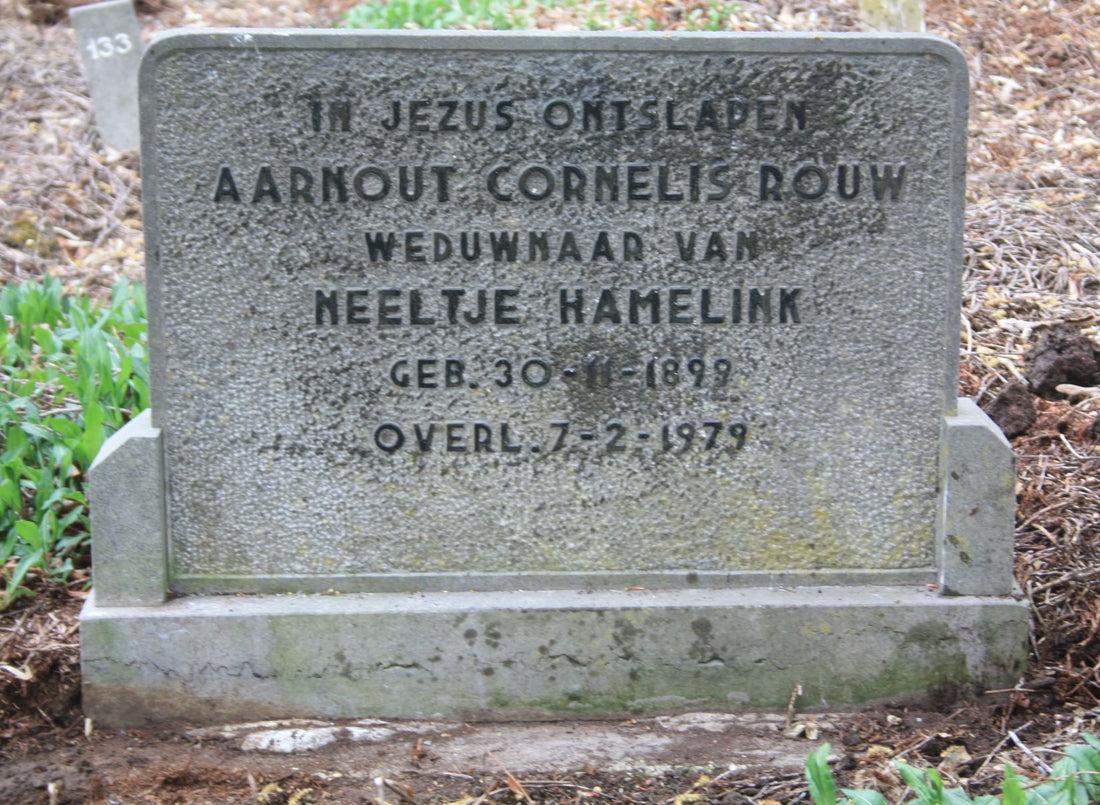 133
IN JEZUS ONTSLAPEN
AARNOUT CORNELIS ROUW
WEDUWNAAR VAN
NEELTJE HAMELINK
GEB. 30-11-1899
OVERL. 7-2-1979